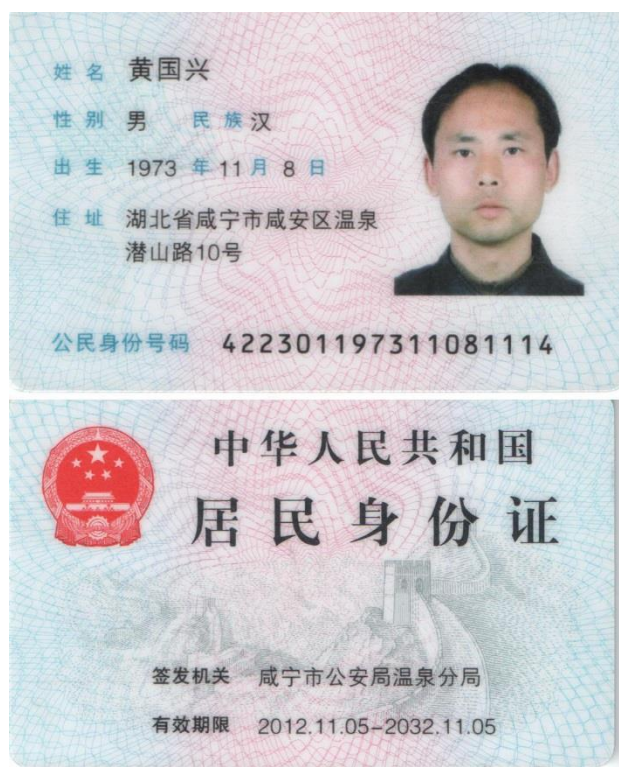 姓名 黄国兴
性别 男 民族 汉
出生 1973 年 11 月 8 日
住址 湖北省咸宁市咸安区温泉
潜山路10号
公民身份号码 422301197311081114
中华人民共和国
居民身份证
签发机关 咸宁市公安局温泉分局
有效期限 2012.11.05-2032.11.05